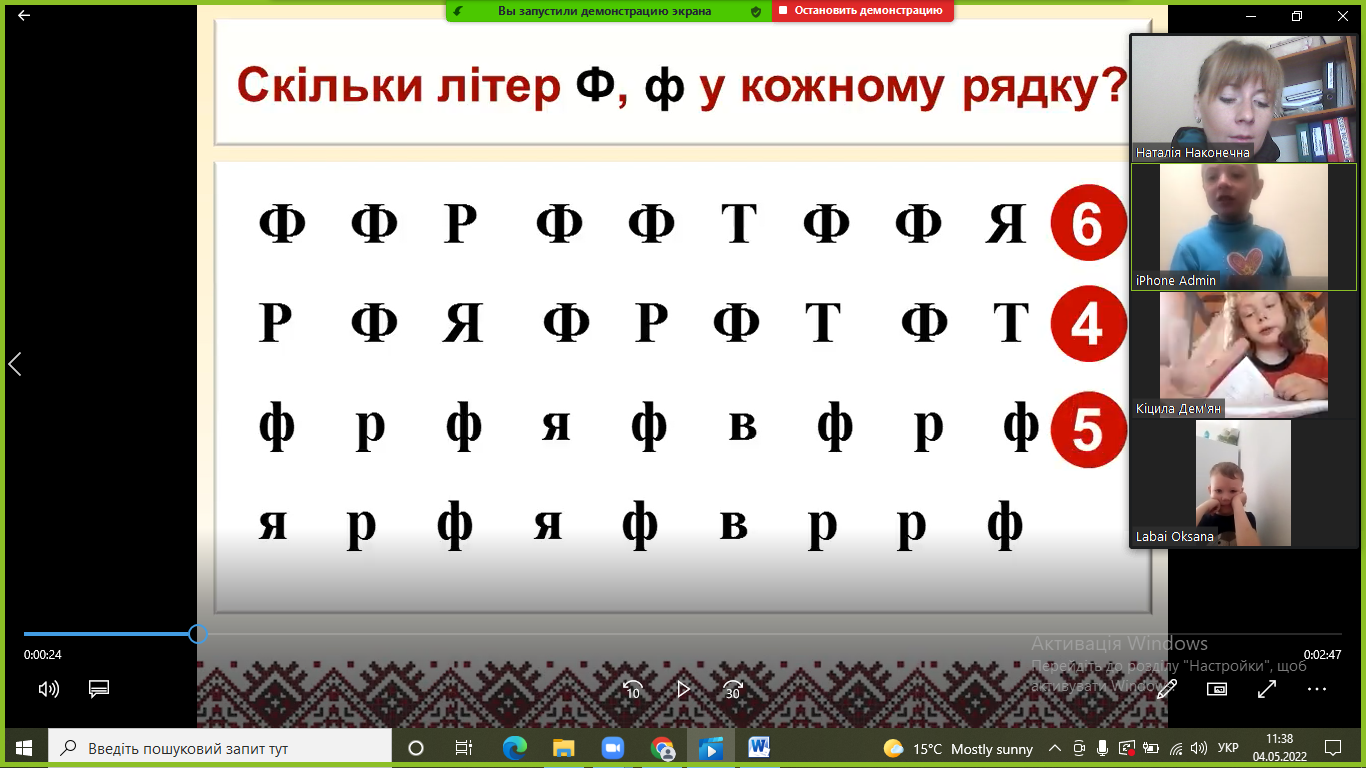 Вы запустили демонстрацию экрана
Остановить демонстрацию
Скільки літер Ф, ф у кожному рядку?
Ф Ф Р Ф Ф Т Ф Ф Я 6
Р Ф Я Ф Р Ф Т Ф Т 4
ф р ф я ф в ф р ф 5
я р ф я ф в р р ф
Наталія Наконечна
iPhone Admin
Кіцила Дем'ян
Labai Oksana
0:00:24
0:02:47
Активація Windows
Перейдіть до розділу "Настройки", щоб
активувати Windows
10
30
Введіть пошуковий запит тут
15°C Mostly sunny
УКР
11:38
04.05.2022